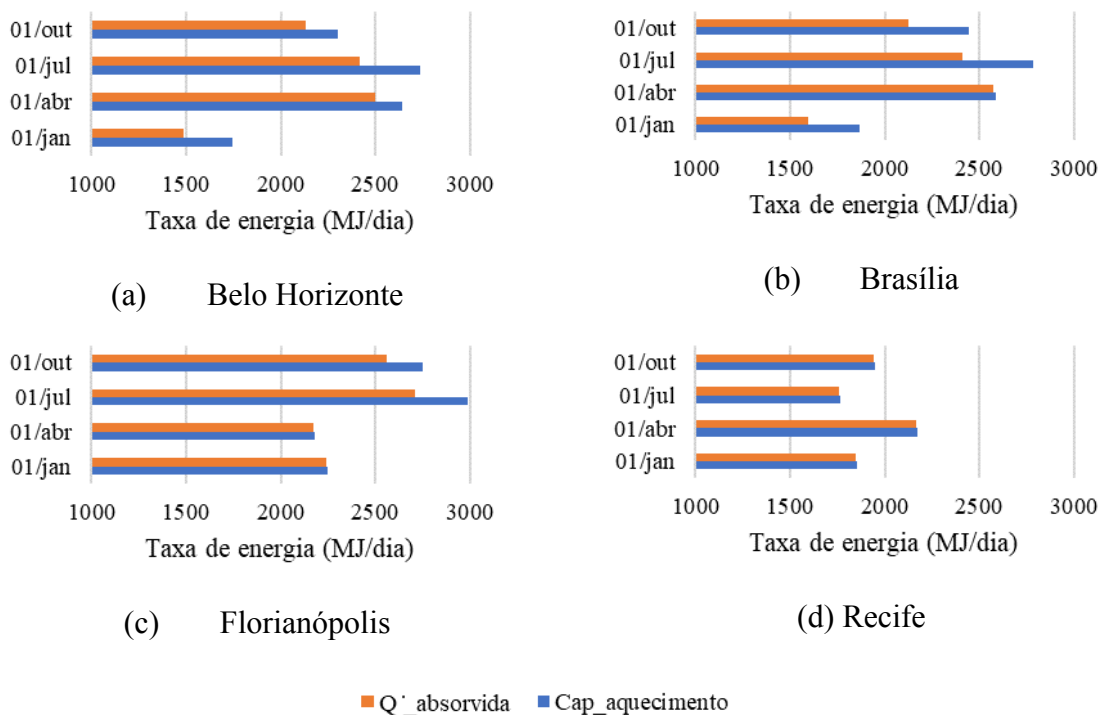 01/out
01/jul
01/abr
01/jan
1000 1500 2000 2500 3000
Taxa de energia (MJ/dia)
(a) Belo Horizonte
01/out
01/jul
01/abr
01/jan
1000 1500 2000 2500 3000
Taxa de energia (MJ/dia)
(b) Brasília
01/out
01/jul
01/abr
01/jan
1000 1500 2000 2500 3000
Taxa de energia (MJ/dia)
(c) Florianópolis
01/out
01/jul
01/abr
01/jan
1000 1500 2000 2500 3000
Taxa de energia (MJ/dia)
(d) Recife
Q˙_absorvida Cap_aquecimento